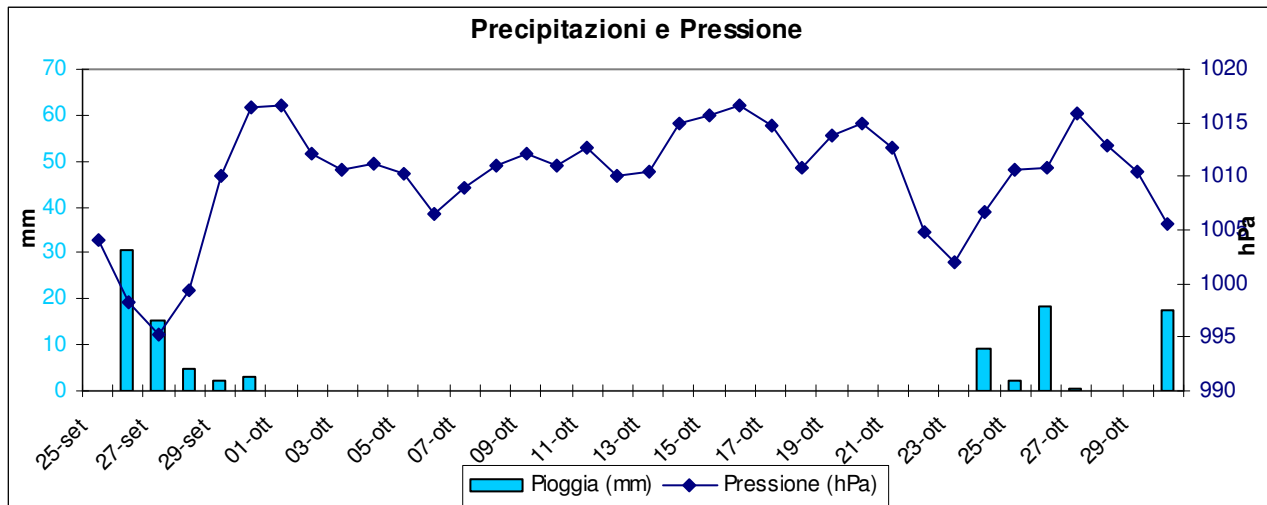 Precipitazioni e Pressione
70
60
50
40
30
20
10
0
mm
1020
1015
1010
1005
1000
995
990
hPa
25-set
27-set
29-set
01-ott
03-ott
05-ott
07-ott
09-ott
11-ott
13-ott
15-ott
17-ott
19-ott
21-ott
23-ott
25-ott
27-ott
29-ott
Pioggia (mm)
Pressione (hPa)